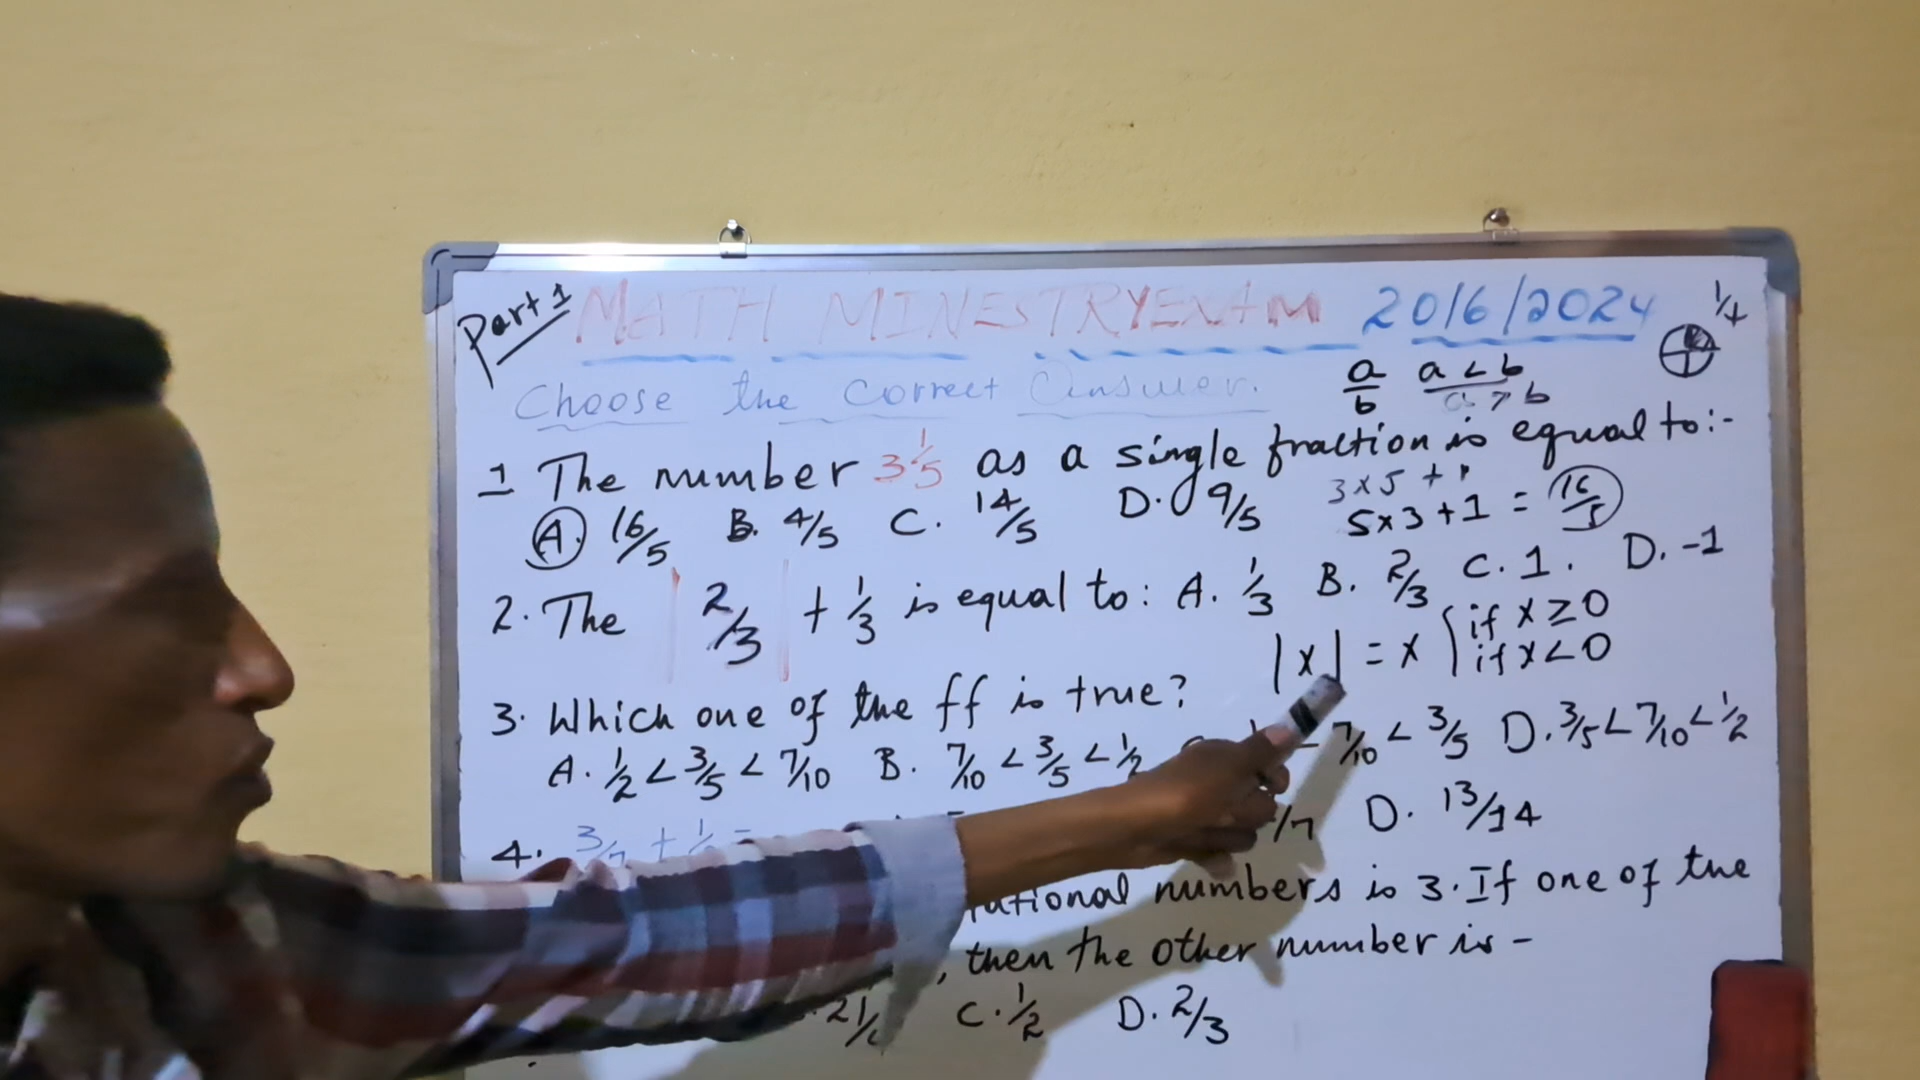 Part 1
MATH MINESTRY EXAM 2016/2024
1/4
Choose the correct answer.
a/b a < b
a > b
1 The number 3 1/5 as a single fraction is equal to:-
A. 16/5 B. 4/5 C. 14/5 D. 9/5
3x5 + 1
5x3+1 = 16/5
2. The | 2/3 | + 1/3 is equal to: A. 1/3 B. 2/3 C. 1. D. -1
|x| = x { if x ≥ 0
if x < 0
3. Which one of the ff is true?
A. 1/2 < 3/5 < 7/10 B. 7/10 < 3/5 < 1/2 7/10 < 3/5 D. 3/5 < 7/10 < 1/2
4. + /7 D. 13/14
rational numbers is 3. If one of the
, then the other number is -
C. 1/2 D. 2/3